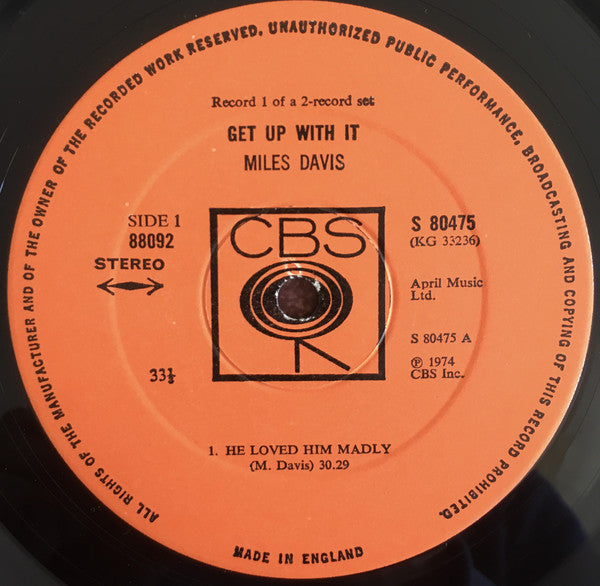 ALL RIGHTS OF THE MANUFACTURER AND OF THE OWNER OF THE RECORDED WORK RESERVED. UNAUTHORIZED PUBLIC PERFORMANCE, BROADCASTING AND COPYING OF THIS RECORD PROHIBITED.
Record 1 of a 2-record set
GET UP WITH IT
MILES DAVIS
SIDE 1
88092
STEREO
33⅓
CBS
S 80475
(KG 33236)
April Music
Ltd.
S 80475 A
℗ 1974
CBS Inc.
1. HE LOVED HIM MADLY
(M. Davis) 30.29
MADE IN ENGLAND